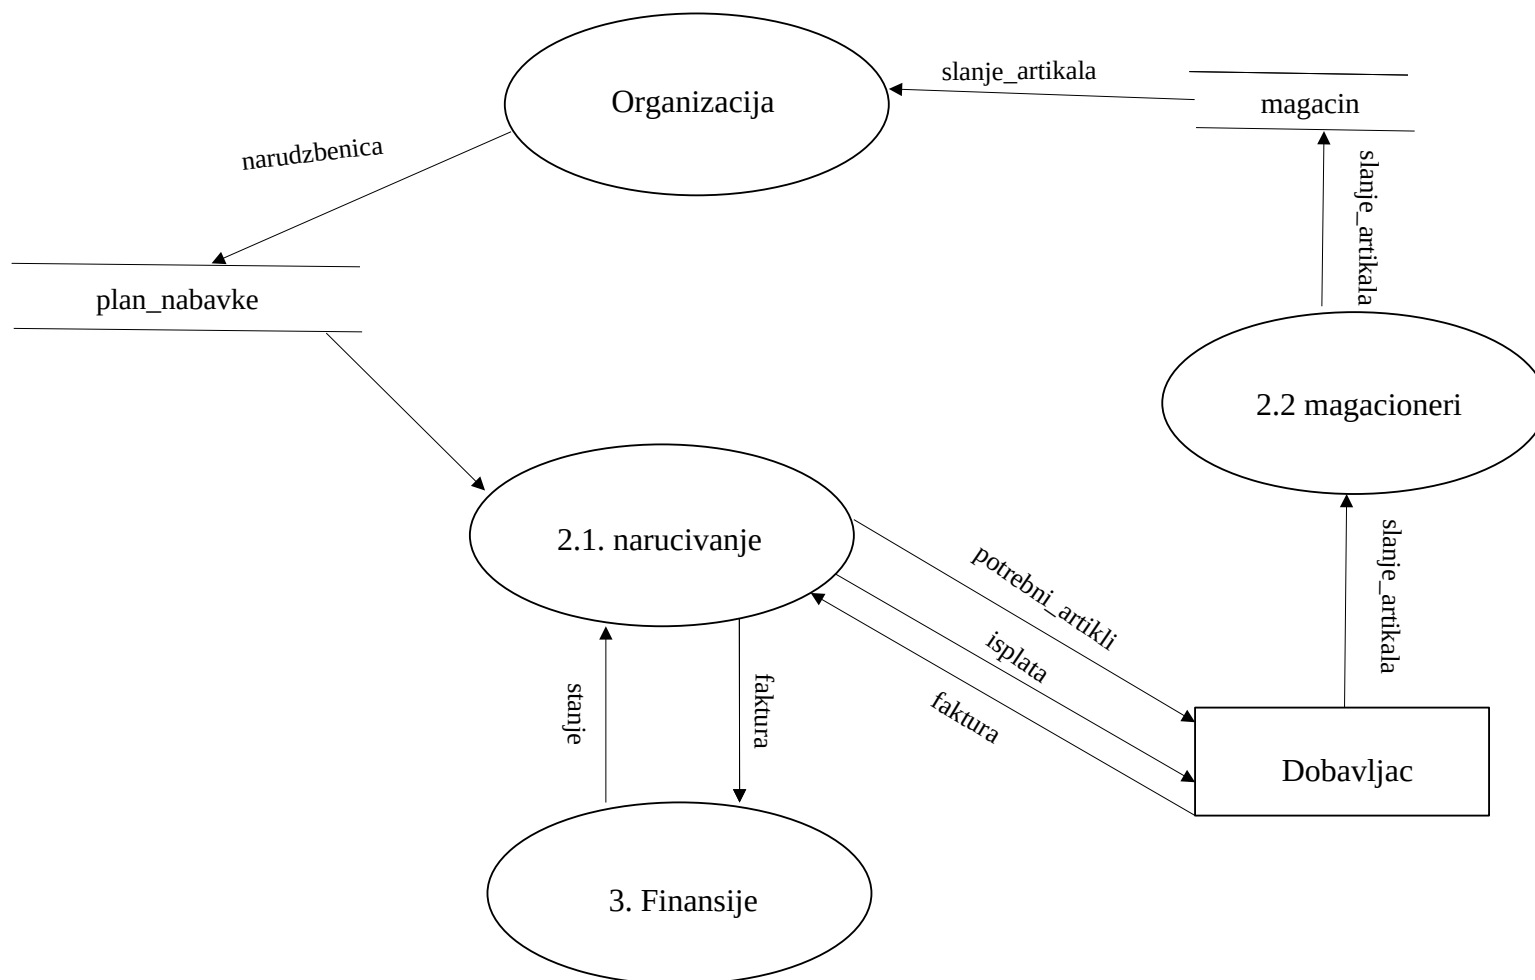 slanje_artikala
Organizacija
magacin
narudzbenica
slanje_artikala
plan_nabavke
2.2 magacioneri
2.1. narucivanje
potrebni_artikli
slanje_artikala
isplata
stanje
faktura
faktura
Dobavljac
3. Finansije